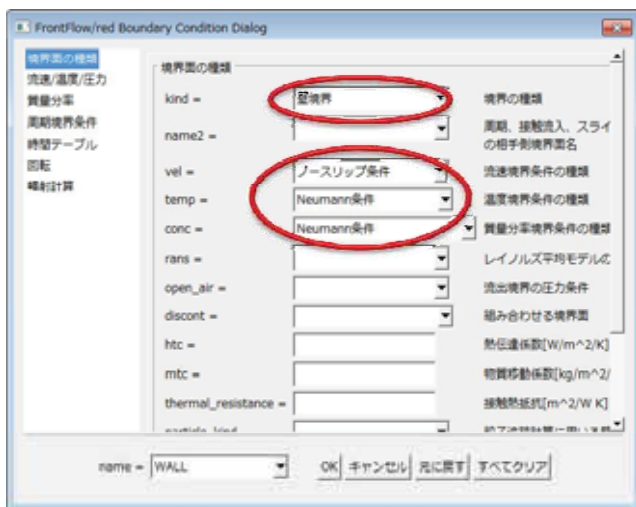 FrontFlow/red Boundary Condition Dialog
境界面の種類
流速/温度/圧力
質量分率
周期境界条件
時間テーブル
回転
噴射計算
境界面の種類
kind = 壁境界 境界の種類
name2 = 周期、接触流入、スライ
の相手側境界面名
vel = ノースリップ条件 流速境界条件の種類
temp = Neumann条件 温度境界条件の種類
conc = Neumann条件 質量分率境界条件の種類
rans = レイノルズ平均モデルの
open_air = 流出境界の圧力条件
discont = 組み合わせる境界面
htc = 熱伝達係数[W/m^2/K]
mtc = 物質移動係数[kg/m^2/
thermal_resistance = 接触熱抵抗[m^2/W K]
particle_kind
name = WALL OK キャンセル 元に戻す すべてクリア